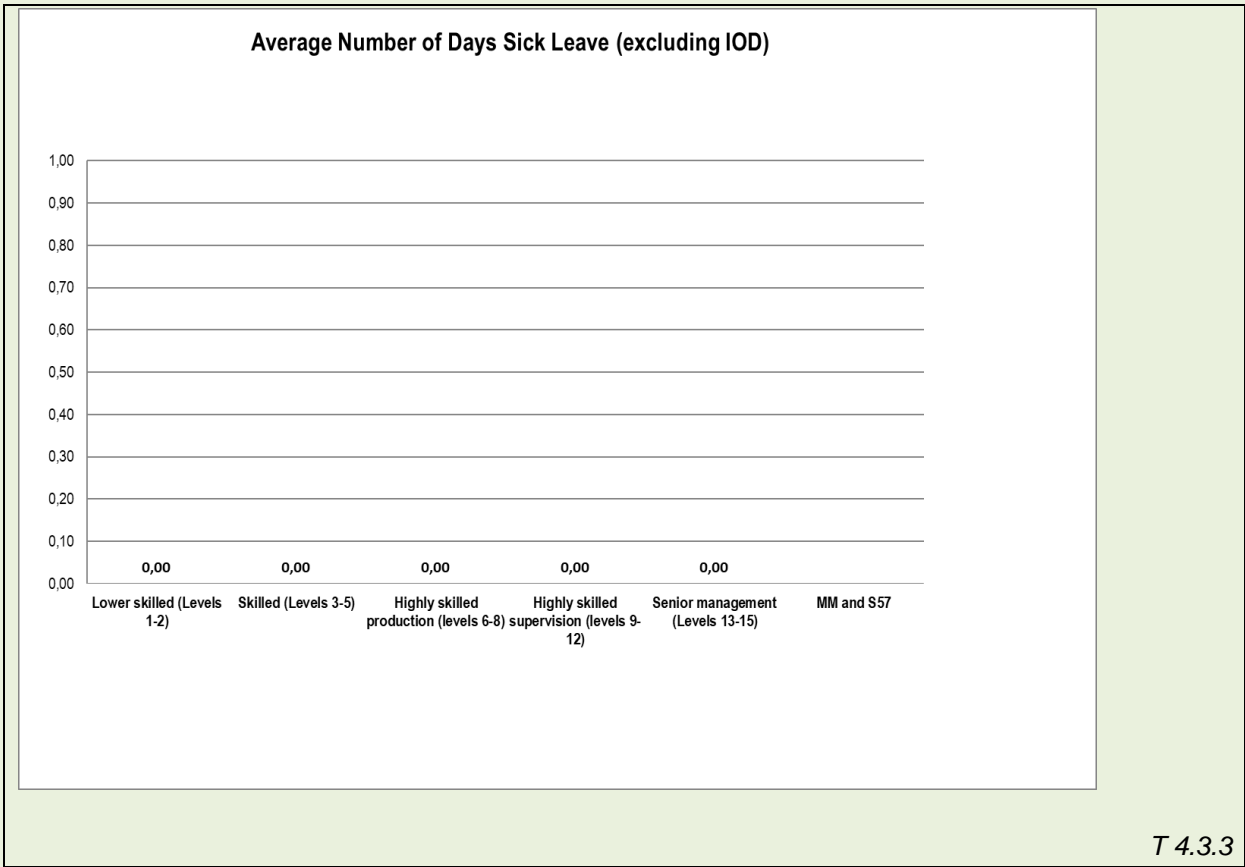 Average Number of Days Sick Leave (excluding IOD)
1,00
0,90
0,80
0,70
0,60
0,50
0,40
0,30
0,20
0,10
0,00
0,00 0,00 0,00 0,00 0,00
Lower skilled (Levels
1-2)
Skilled (Levels 3-5)
Highly skilled
production (levels 6-8)
Highly skilled
supervision (levels 9-
12)
Senior management
(Levels 13-15)
MM and S57
T 4.3.3